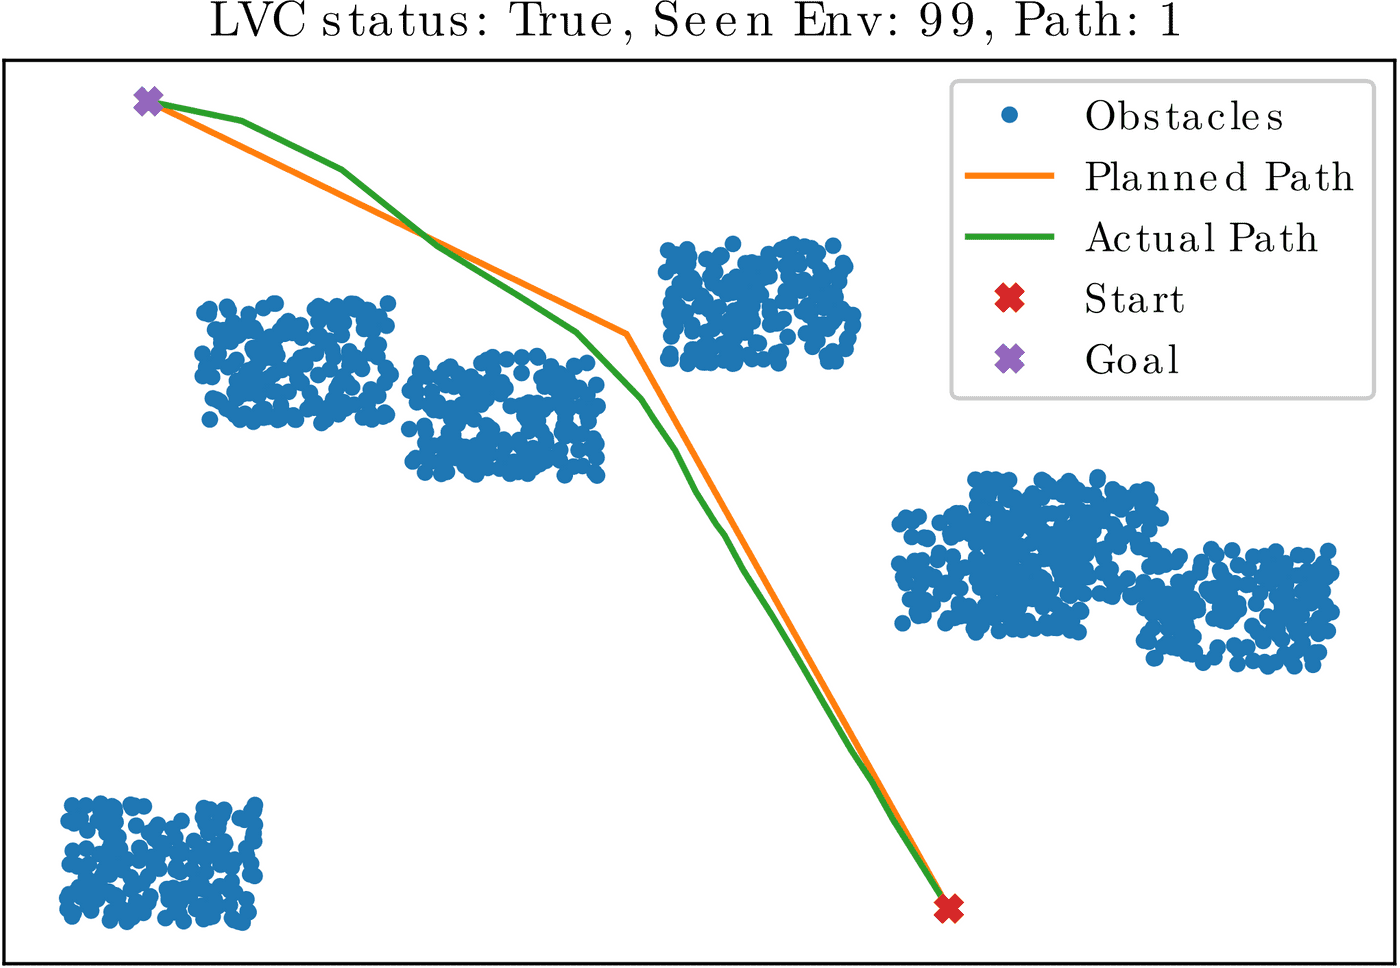 LVC status: True, Seen Env: 99, Path: 1
Obstacles
Planned Path
Actual Path
Start
Goal